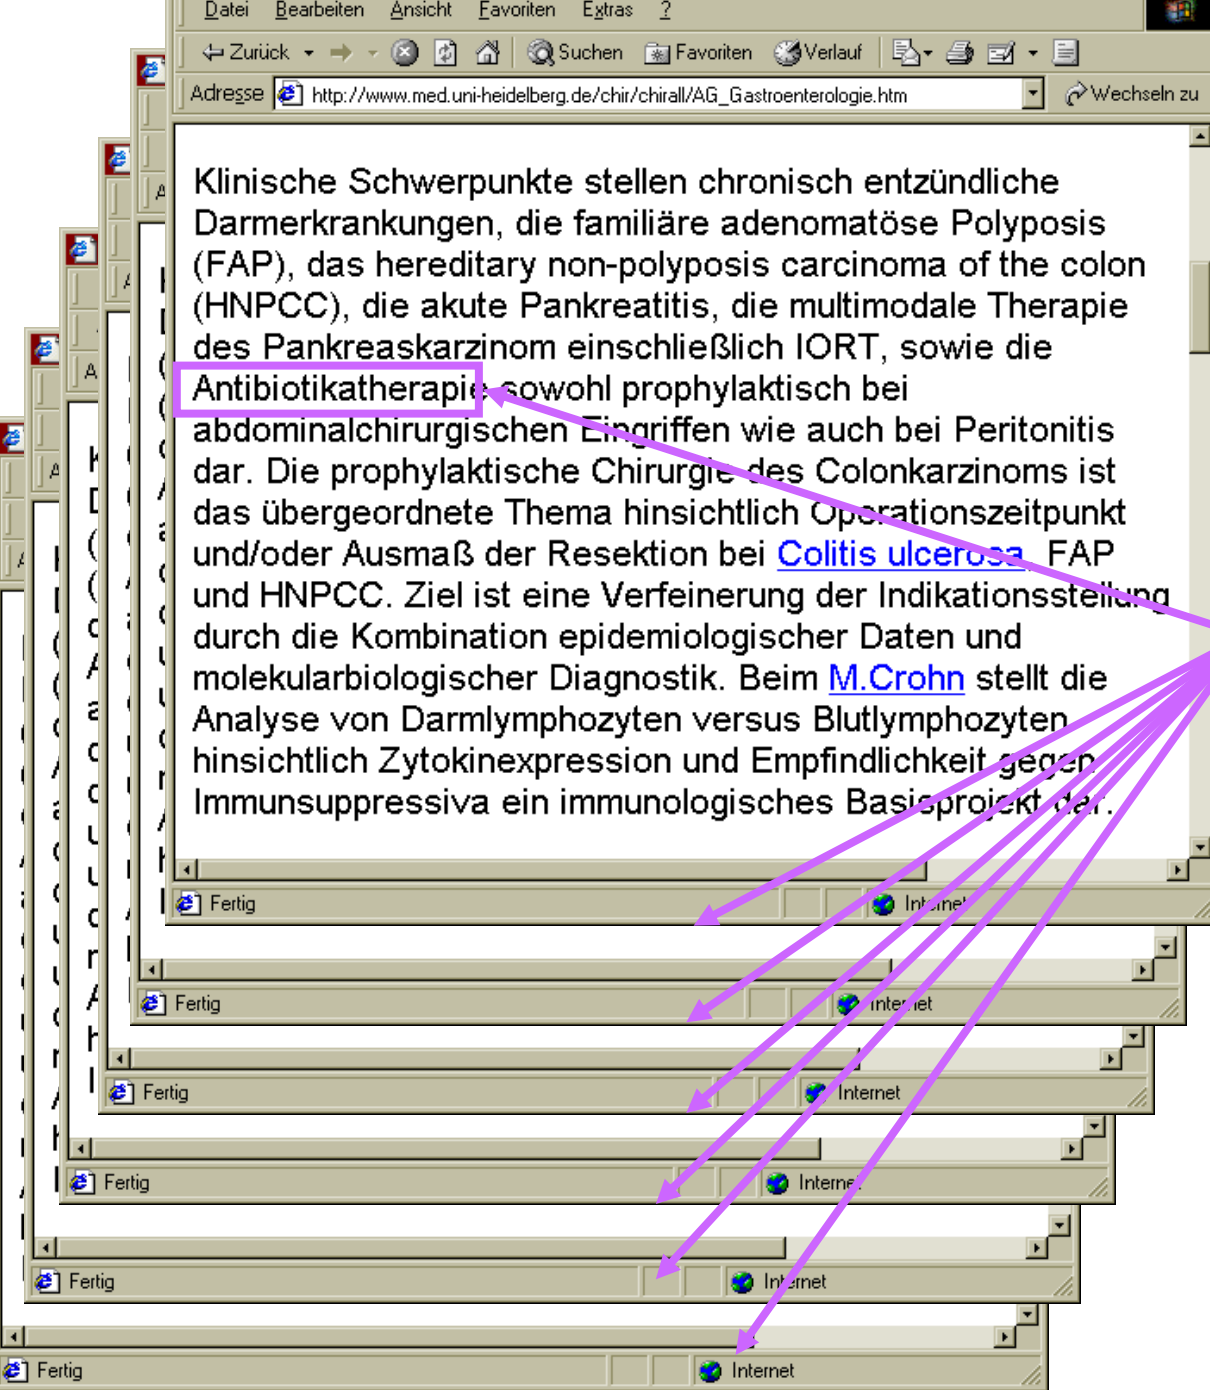 Datei Bearbeiten Ansicht Favoriten Extras ?
Zurück Suchen Favoriten Verlauf
Adresse http://www.med.uni-heidelberg.de/chir/chirall/AG_Gastroenterologie.htm Wechseln zu
Klinische Schwerpunkte stellen chronisch entzündliche
Darmerkrankungen, die familiäre adenomatöse Polyposis
(FAP), das hereditary non-polyposis carcinoma of the colon
(HNPCC), die akute Pankreatitis, die multimodale Therapie
des Pankreaskarzinom einschließlich IORT, sowie die
Antibiotikatherapie sowohl prophylaktisch bei
abdominalchirurgischen Eingriffen wie auch bei Peritonitis
dar. Die prophylaktische Chirurgie des Colonkarzinoms ist
das übergeordnete Thema hinsichtlich Operationszeitpunkt
und/oder Ausmaß der Resektion bei Colitis ulcerosa, FAP
und HNPCC. Ziel ist eine Verfeinerung der Indikationsstellung
durch die Kombination epidemiologischer Daten und
molekularbiologischer Diagnostik. Beim M.Crohn stellt die
Analyse von Darmlymphozyten versus Blutlymphozyten
hinsichtlich Zytokinexpression und Empfindlichkeit gegen
Immunsuppressiva ein immunologisches Basisprojekt dar.
Fertig Internet
Fertig Internet
Fertig Internet
Fertig Internet
Fertig Internet
Fertig Internet